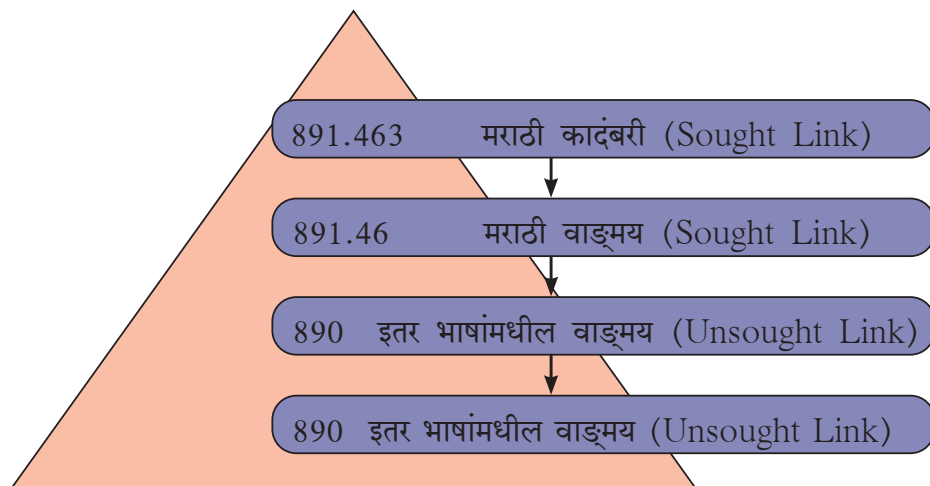 891.463 मराठी कादंबरी (Sought Link)
891.46 मराठी वाङ्‌मय (Sought Link)
890 इतर भाषांमधील वाङ्‌मय (Unsought Link)
890 इतर भाषांमधील वाङ्‌मय (Unsought Link)